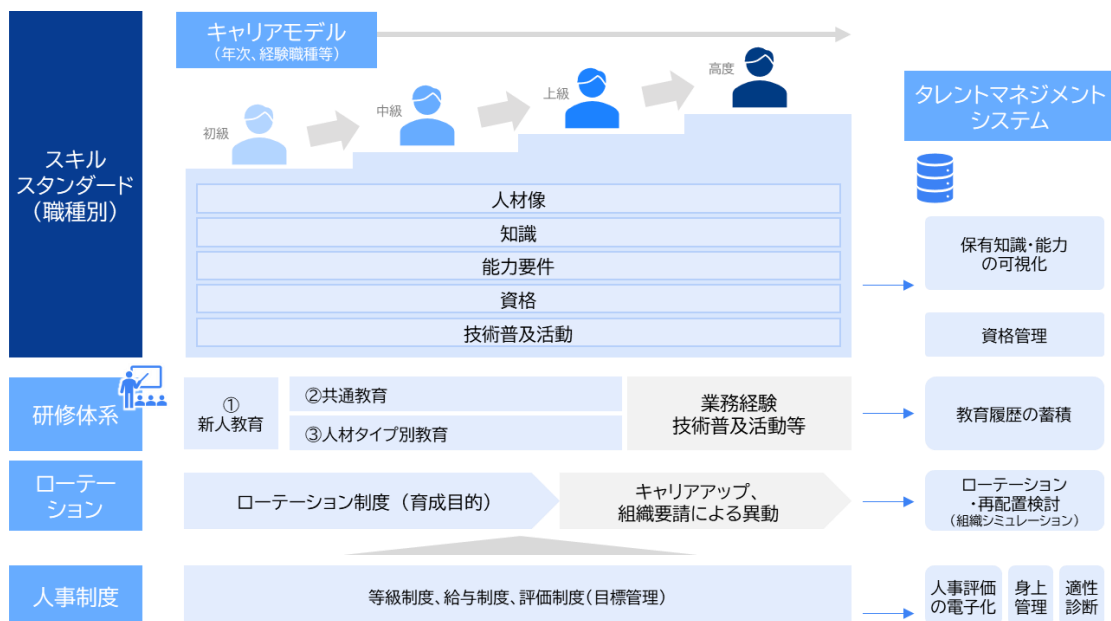 スキル
スタンダード
（職種別）
キャリアモデル
（年次、経験職種等）
初級
中級
上級
高度
人材像
知識
能力要件
資格
技術普及活動
タレントマネジメント
システム
保有知識・能力
の可視化
資格管理
研修体系
①
新人教育
②共通教育
③人材タイプ別教育
業務経験
技術普及活動等
教育履歴の蓄積
ローテー
ション
ローテーション制度（育成目的）
キャリアアップ、
組織要請による異動
ローテーション
・再配置検討
（組織シミュレーション）
人事制度
等級制度、給与制度、評価制度（目標管理）
人事評価
の電子化
身上
管理
適性
診断